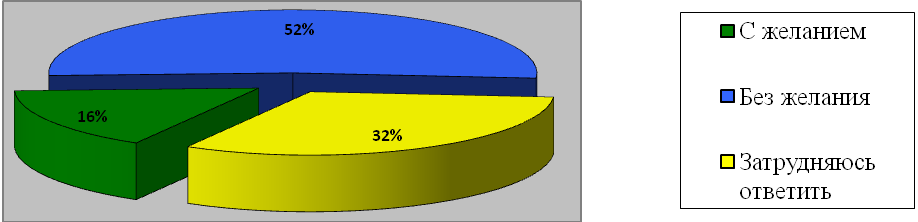 52%
16%
32%
С желанием
Без желания
Затрудняюсь
ответить